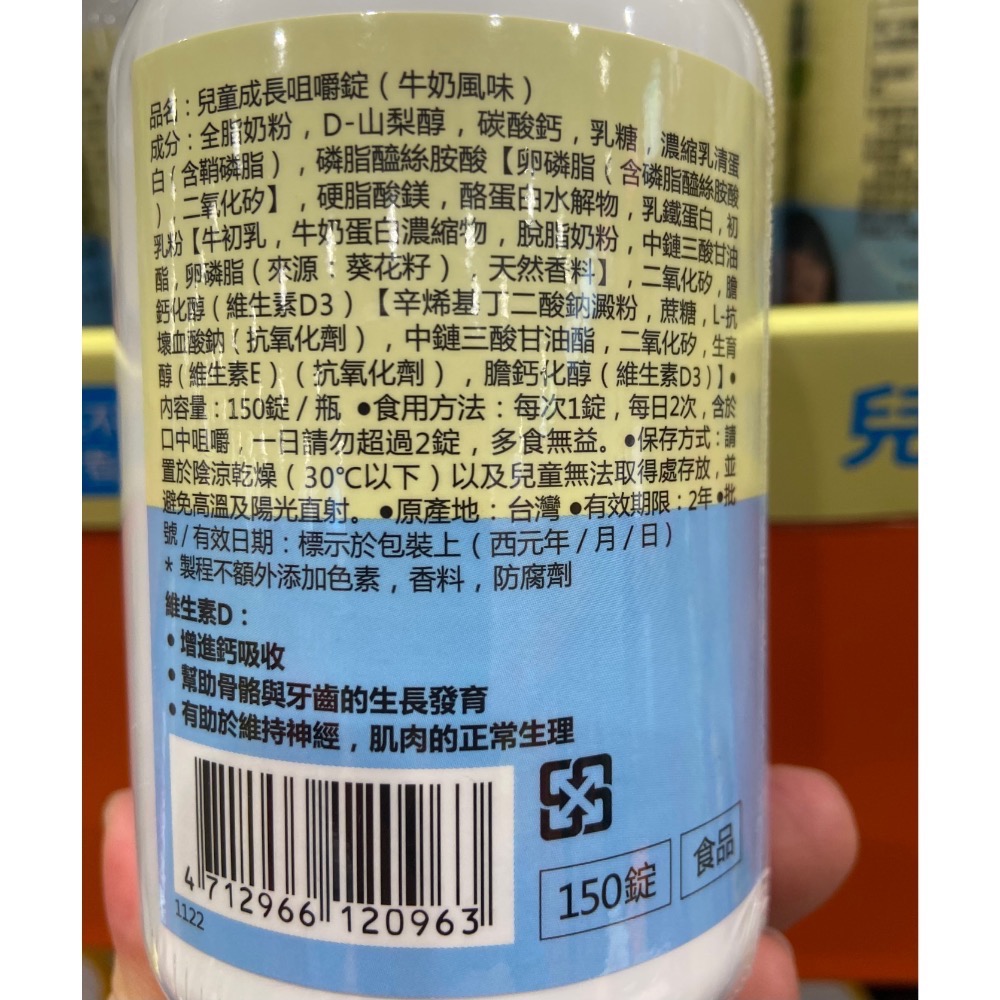 品名：兒童成長咀嚼錠（牛奶風味）
成分：全脂奶粉，D-山梨醇，碳酸鈣，乳糖，濃縮乳清蛋
白（含鞘磷脂），磷脂醯絲胺酸【卵磷脂（含磷脂醯絲胺酸
），二氧化矽】，硬脂酸鎂，酪蛋白水解物，乳鐵蛋白，初
乳粉【牛初乳，牛奶蛋白濃縮物，脫脂奶粉，中鏈三酸甘油
酯，卵磷脂（來源：葵花籽），天然香料】，二氧化矽，膽
鈣化醇（維生素D3）【辛烯基丁二酸鈉澱粉，蔗糖，L-抗
壞血酸鈉（抗氧化劑），中鏈三酸甘油酯，二氧化矽，生育
醇（維生素E）（抗氧化劑），膽鈣化醇（維生素D3）】●
內容量：150錠／瓶 ●食用方法：每次1錠，每日2次，含於
口中咀嚼，一日請勿超過2錠，多食無益。●保存方式：請
置於陰涼乾燥（30℃以下）以及兒童無法取得處存放，並
避免高溫及陽光直射。●原產地：台灣 ●有效期限：2年 ●批
號／有效日期：標示於包裝上（西元年／月／日）
＊製程不額外添加色素，香料，防腐劑
維生素D：
• 增進鈣吸收
• 幫助骨骼與牙齒的生長發育
• 有助於維持神經，肌肉的正常生理
4 712966 120963
1122
150錠
食品
兒